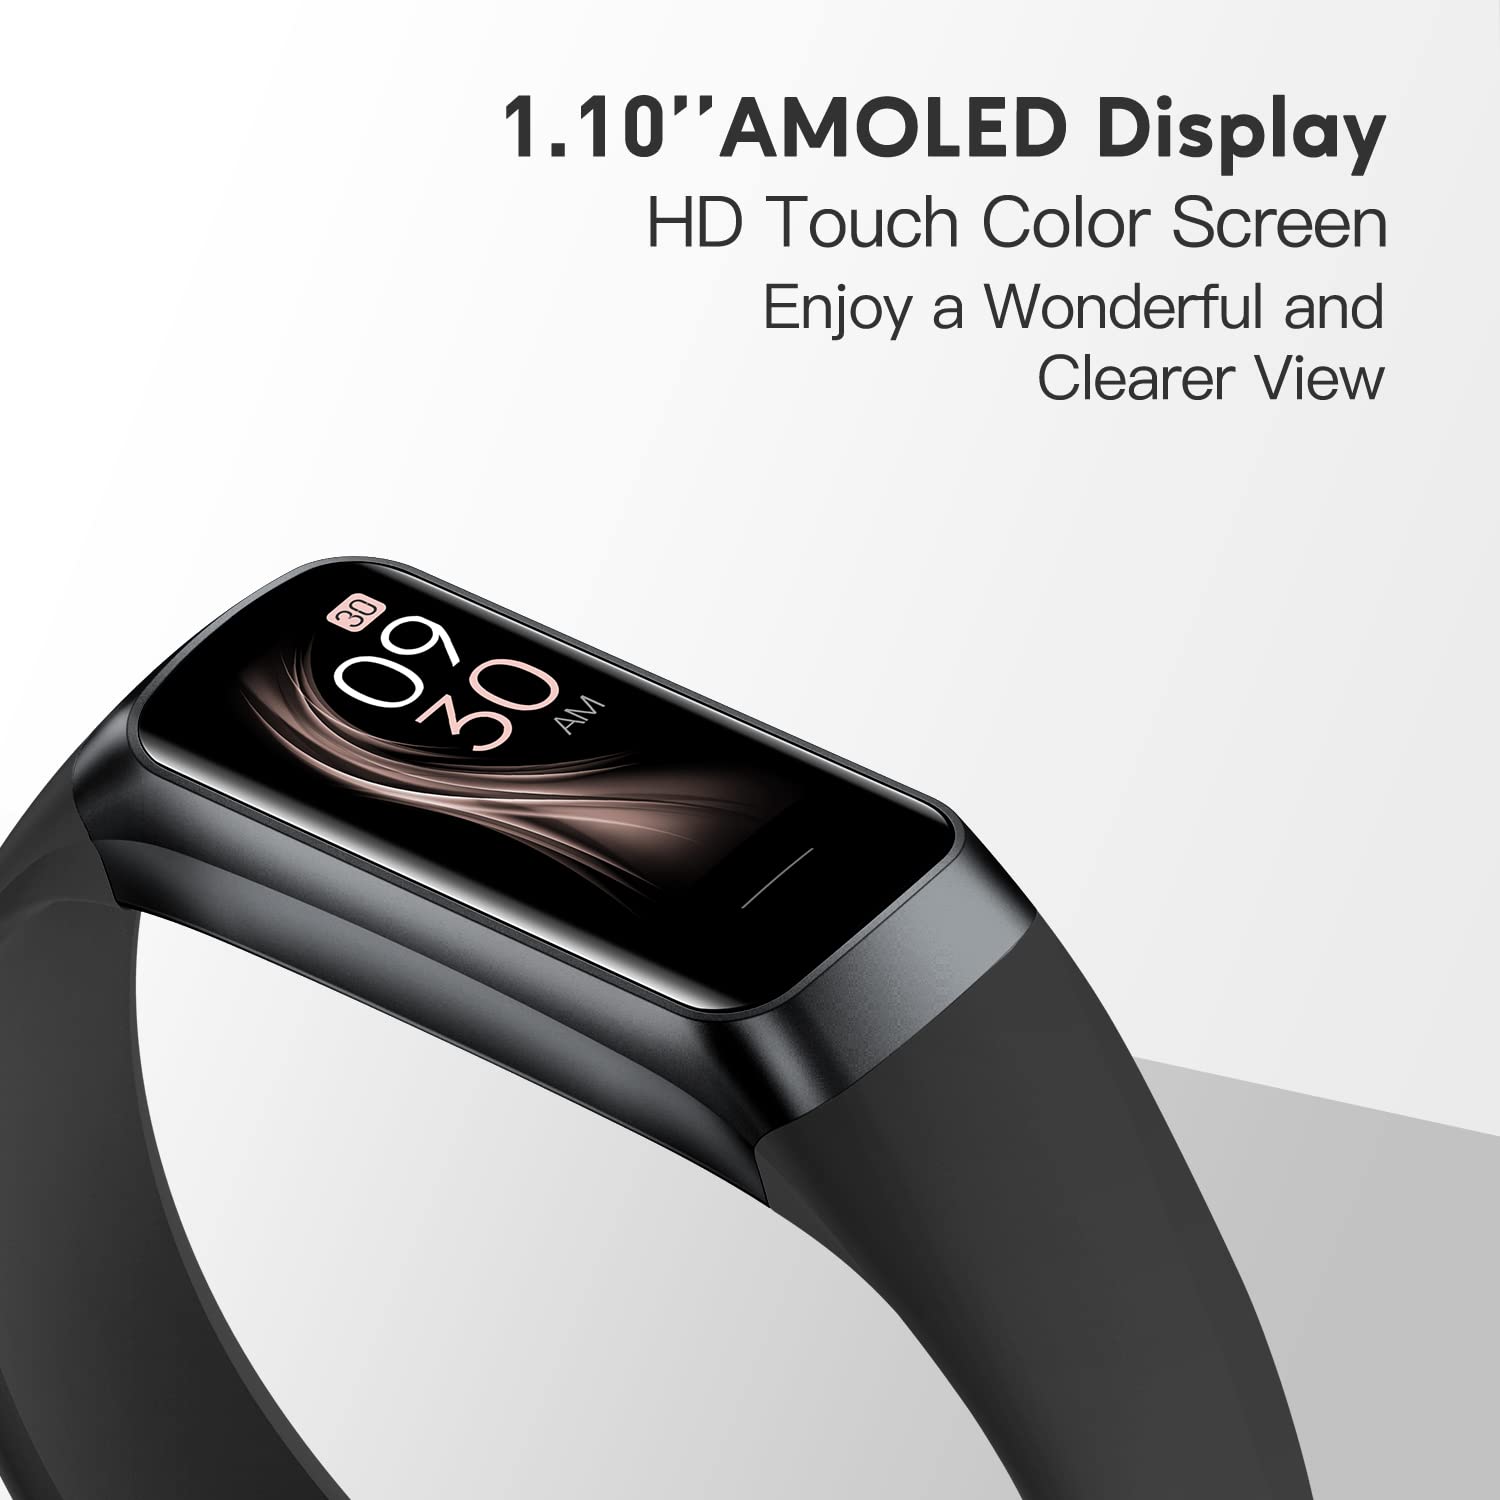 1.10’’AMOLED Display
HD Touch Color Screen
Enjoy a Wonderful and
Clearer View
30
09
30
AM